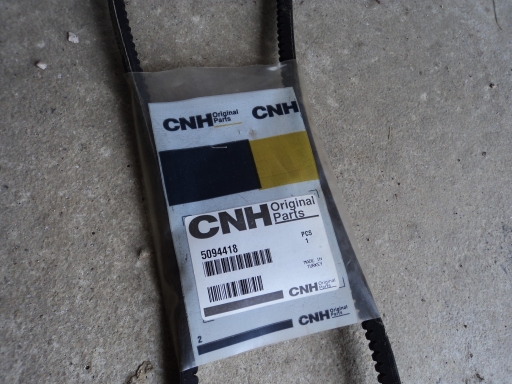 CNH Original Parts
CNH
CNH Original Parts
5094418
PCS
1
MADE IN
TURKEY
CNH Original Parts
2
CNH Original Parts